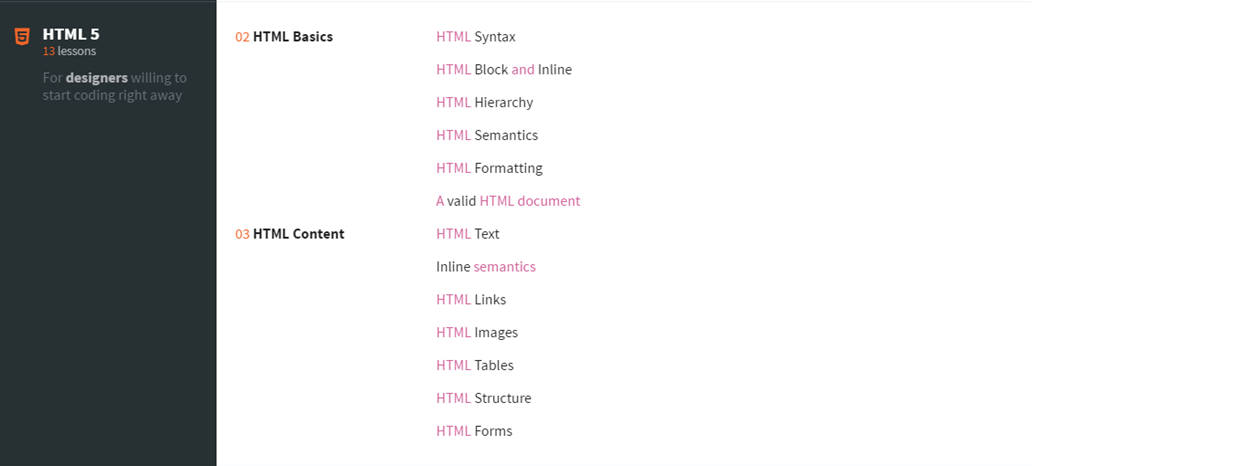 HTML 5
13 lessons
For designers willing to
start coding right away
02 HTML Basics
HTML Syntax
HTML Block and Inline
HTML Hierarchy
HTML Semantics
HTML Formatting
A valid HTML document
03 HTML Content
HTML Text
Inline semantics
HTML Links
HTML Images
HTML Tables
HTML Structure
HTML Forms